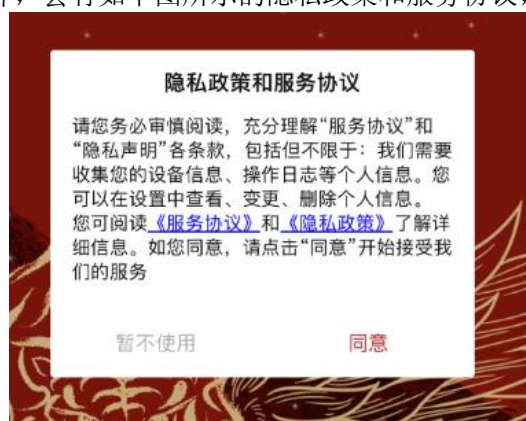 隐私政策和服务协议
请您务必审慎阅读，充分理解“服务协议”和
“隐私声明”各条款，包括但不限于：我们需要
收集您的设备信息、操作日志等个人信息。您
可以在设置中查看、变更、删除个人信息。
您可阅读《服务协议》和《隐私政策》了解详
细信息。如您同意，请点击“同意”开始接受我
们的服务
暂不使用 同意